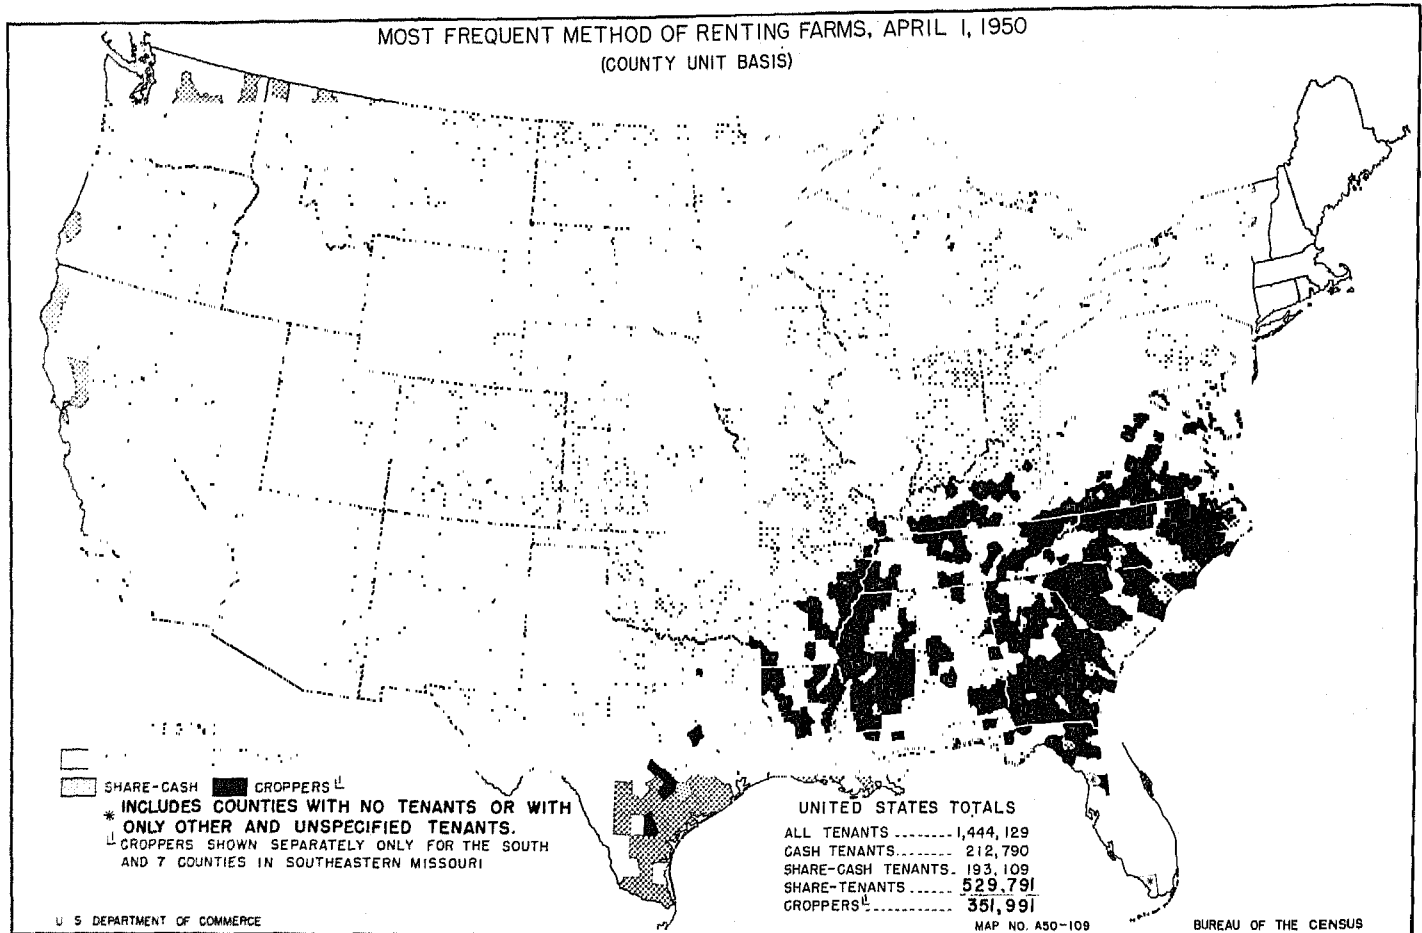 MOST FREQUENT METHOD OF RENTING FARMS, APRIL 1, 1950
(COUNTY UNIT BASIS)
SHARE-CASH CROPPERS 1/
* INCLUDES COUNTIES WITH NO TENANTS OR WITH
ONLY OTHER AND UNSPECIFIED TENANTS.
1/ CROPPERS SHOWN SEPARATELY ONLY FOR THE SOUTH
AND 7 COUNTIES IN SOUTHEASTERN MISSOURI
UNITED STATES TOTALS
ALL TENANTS -------- 1,444,129
CASH TENANTS------- 212,790
SHARE-CASH TENANTS- 193,109
SHARE-TENANTS ------ 529,791
CROPPERS 1/----------- 351,991
U S DEPARTMENT OF COMMERCE
MAP NO. A50-109
BUREAU OF THE CENSUS